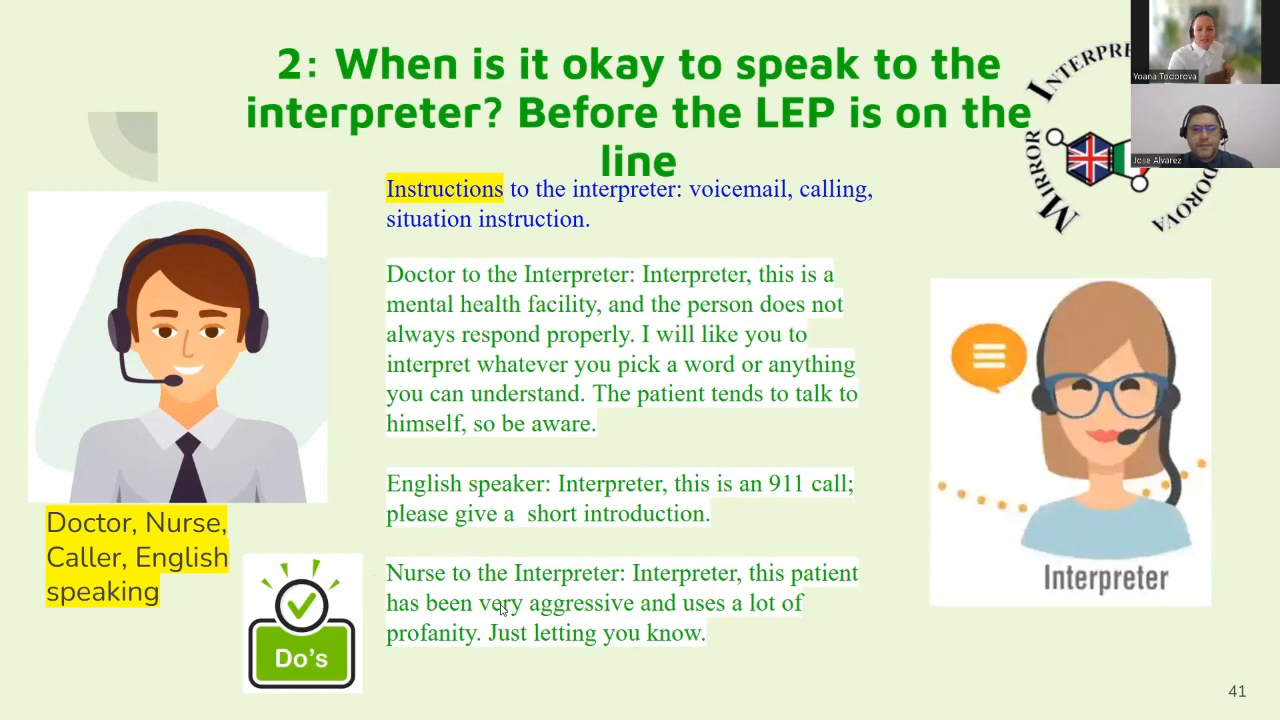 2: When is it okay to speak to the
interpreter? Before the LEP is on the
line
INTERPRE
MIRROR
DOROVA
Yoana Todorova
Jose Alvarez
Instructions to the interpreter: voicemail, calling,
situation instruction.
Doctor to the Interpreter: Interpreter, this is a
mental health facility, and the person does not
always respond properly. I will like you to
interpret whatever you pick a word or anything
you can understand. The patient tends to talk to
himself, so be aware.
English speaker: Interpreter, this is an 911 call;
please give a  short introduction.
Nurse to the Interpreter: Interpreter, this patient
has been very aggressive and uses a lot of
profanity. Just letting you know.
Doctor, Nurse,
Caller, English
speaking
Do's
Interpreter
41